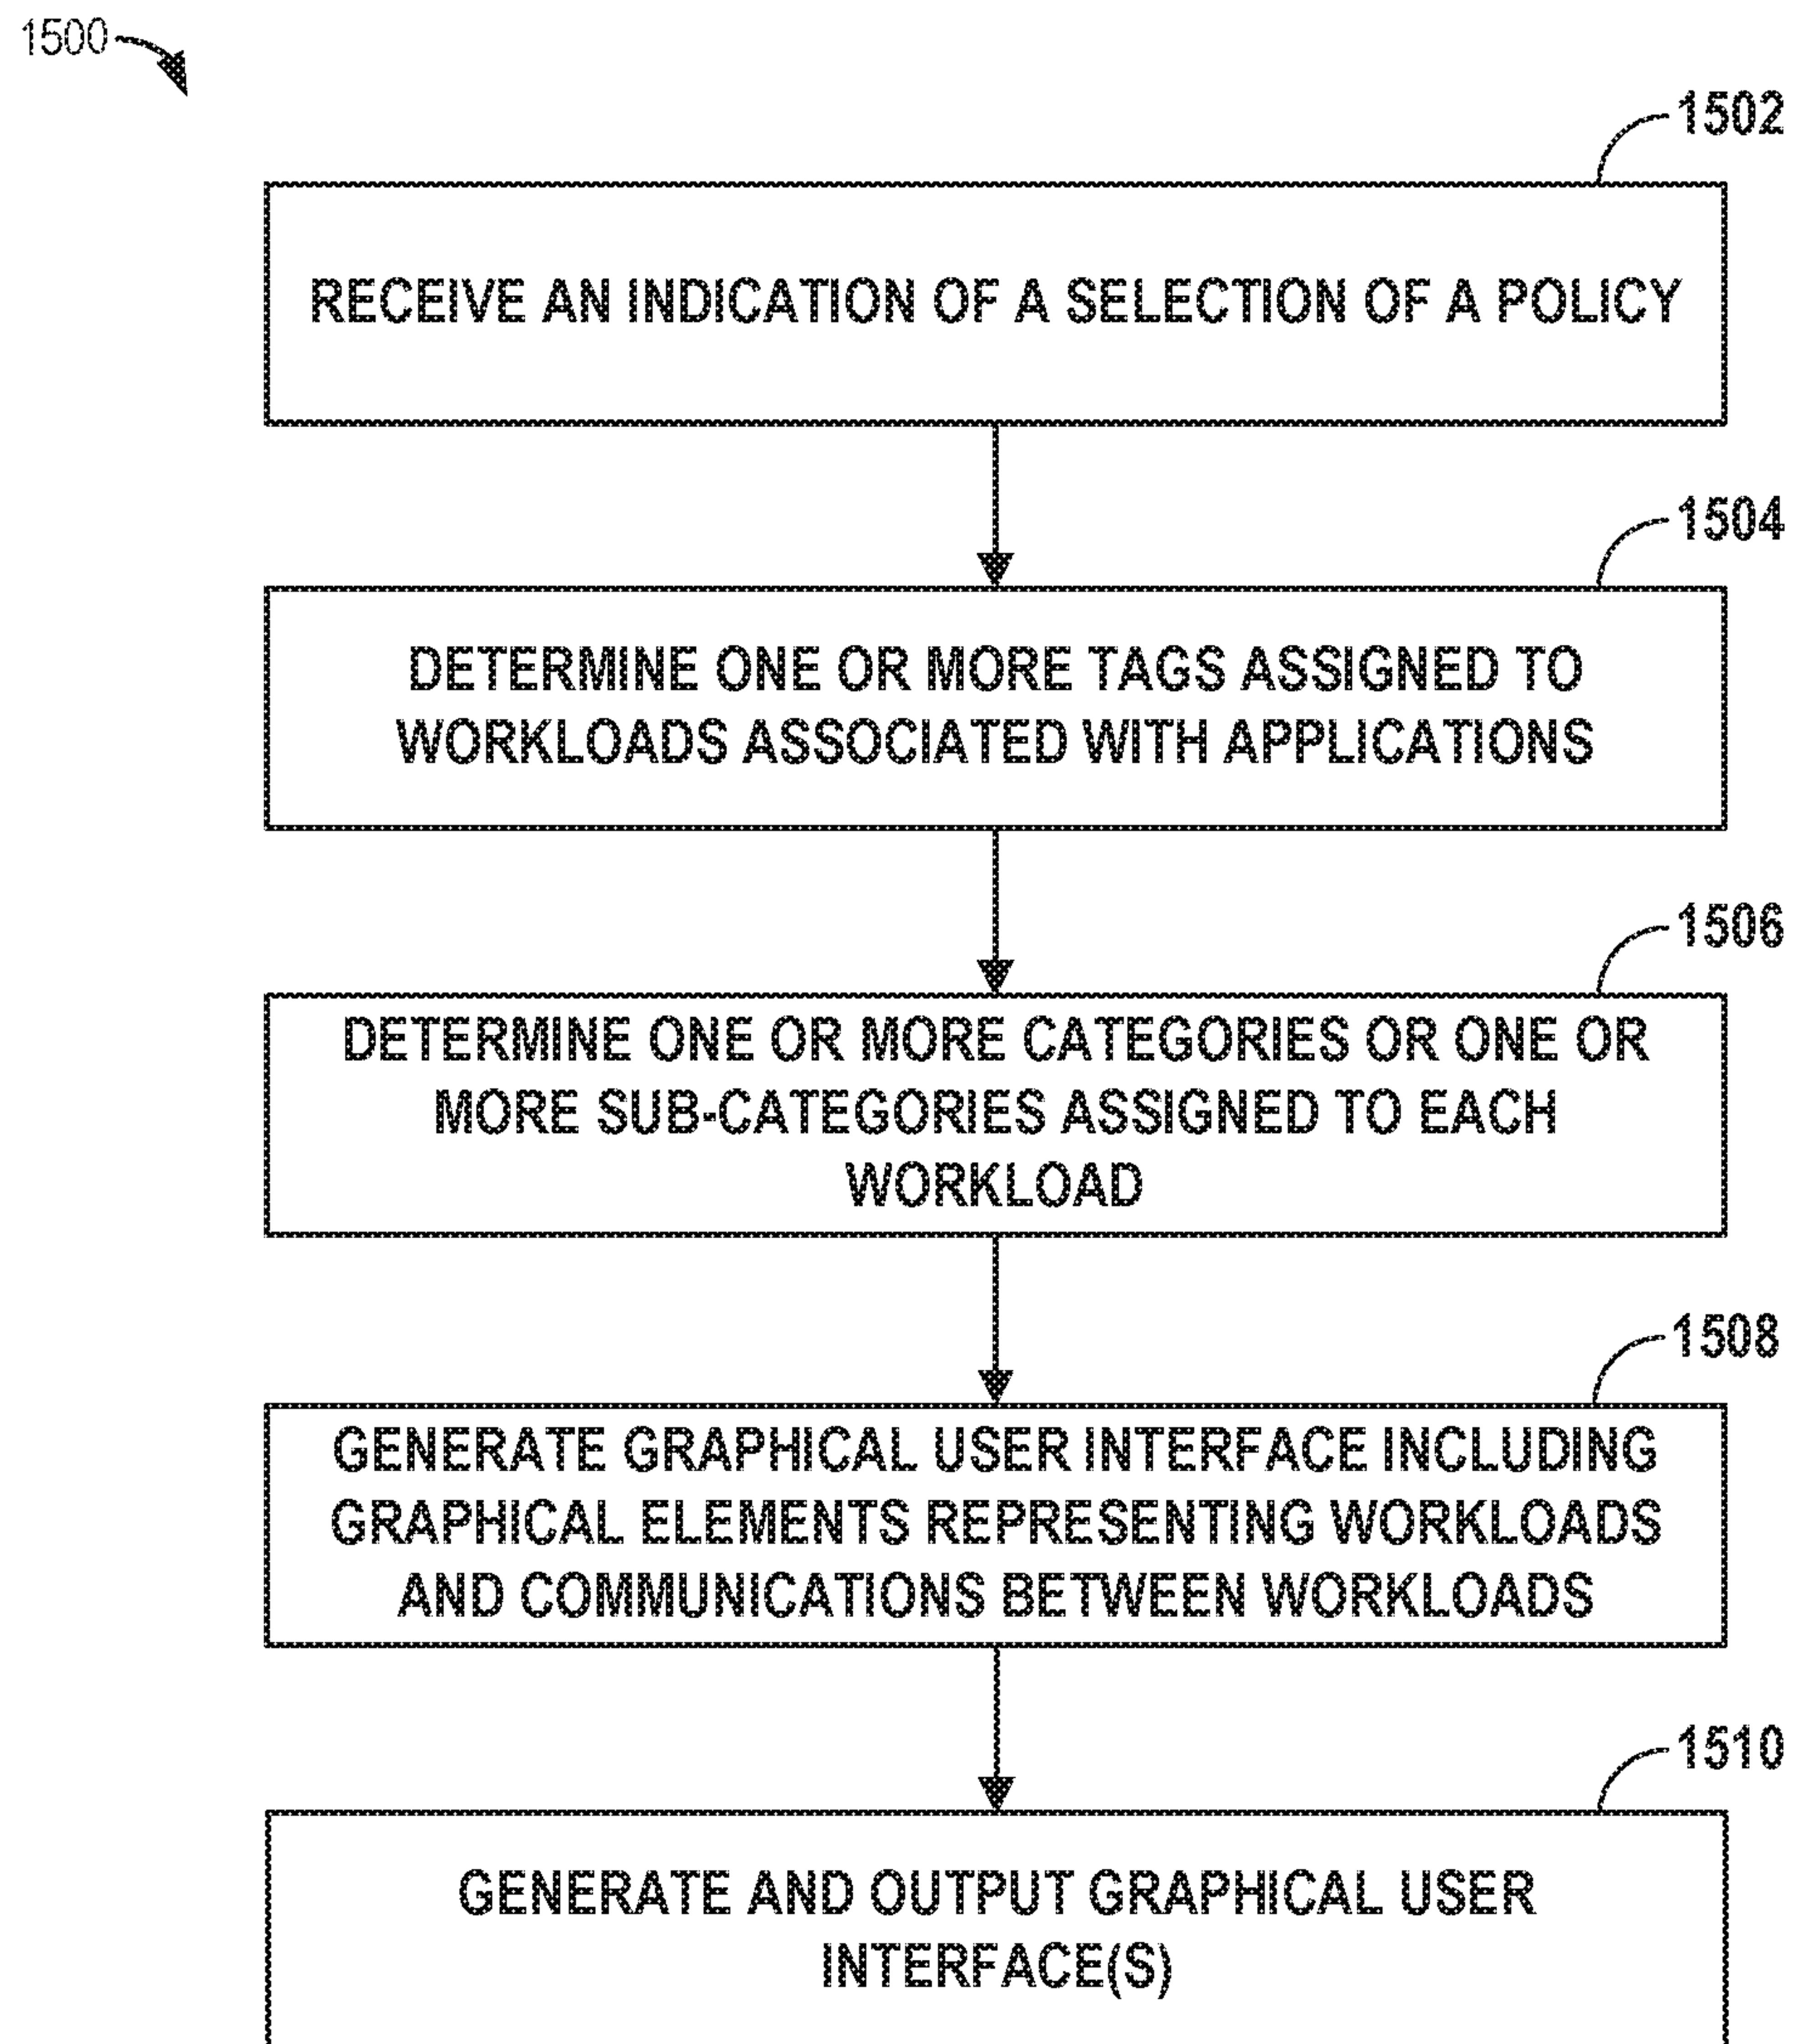 1500
1502
RECEIVE AN INDICATION OF A SELECTION OF A POLICY
1504
DETERMINE ONE OR MORE TAGS ASSIGNED TO
WORKLOADS ASSOCIATED WITH APPLICATIONS
1506
DETERMINE ONE OR MORE CATEGORIES OR ONE OR
MORE SUB-CATEGORIES ASSIGNED TO EACH
WORKLOAD
1508
GENERATE GRAPHICAL USER INTERFACE INCLUDING
GRAPHICAL ELEMENTS REPRESENTING WORKLOADS
AND COMMUNICATIONS BETWEEN WORKLOADS
1510
GENERATE AND OUTPUT GRAPHICAL USER
INTERFACE(S)